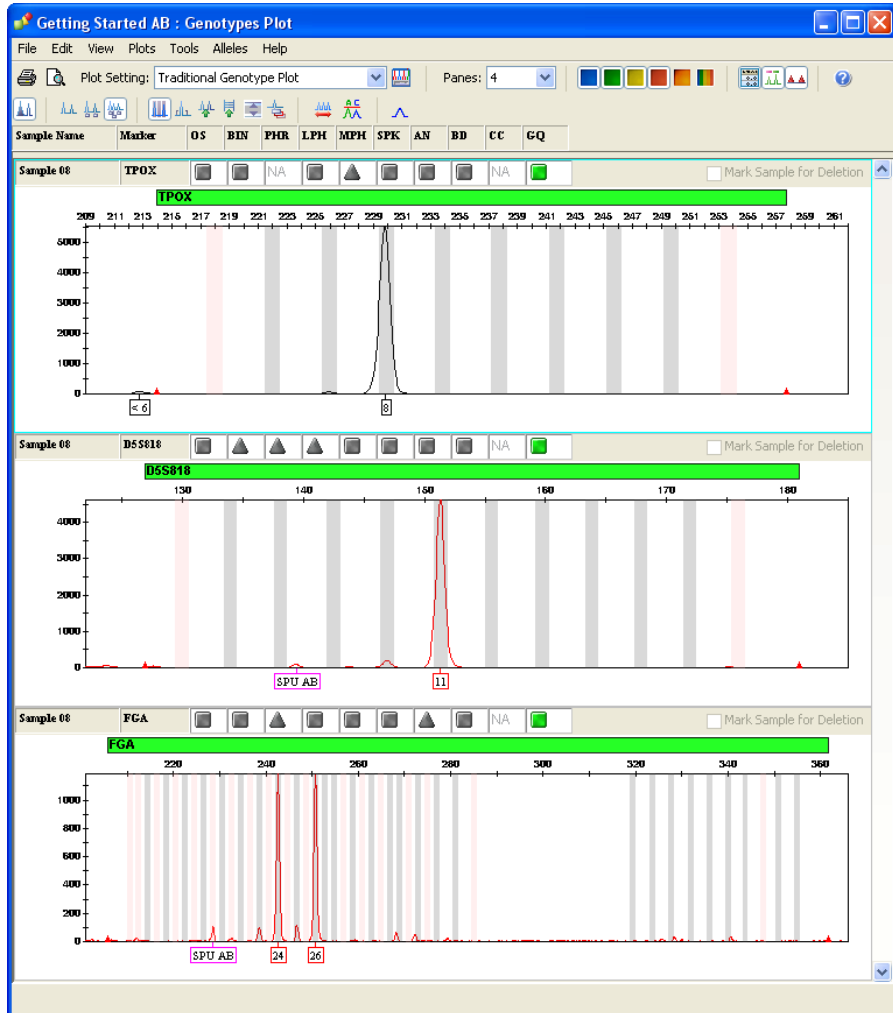 Getting Started AB : Genotypes Plot
File Edit View Plots Tools Alleles Help
Plot Setting: Traditional Genotype Plot Panes: 4
Sample Name Marker OS BIN PHR LPH MPH SPK AN BD CC GQ
Sample 08 TPOX NA NA Mark Sample for Deletion
TPOX
209 211 213 215 217 219 221 223 225 227 229 231 233 235 237 239 241 243 245 247 249 251 253 255 257 259 261
5000
4000
3000
2000
1000
0
< 6 8
Sample 08 D5S818 NA Mark Sample for Deletion
D5S818
130 140 150 160 170 180
4000
3000
2000
1000
0
SPU AB 11
Sample 08 FGA NA Mark Sample for Deletion
FGA
220 240 260 280 300 320 340 360
1000
800
600
400
200
0
SPU AB 24 26